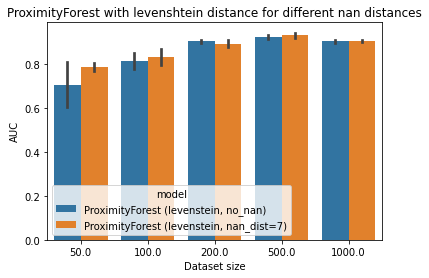 ProximityForest with levenshtein distance for different nan distances
AUC
0.8
0.6
0.4
0.2
0.0
model
ProximityForest (levenstein, no_nan)
ProximityForest (levenstein, nan_dist=7)
50.0 100.0 200.0 500.0 1000.0
Dataset size